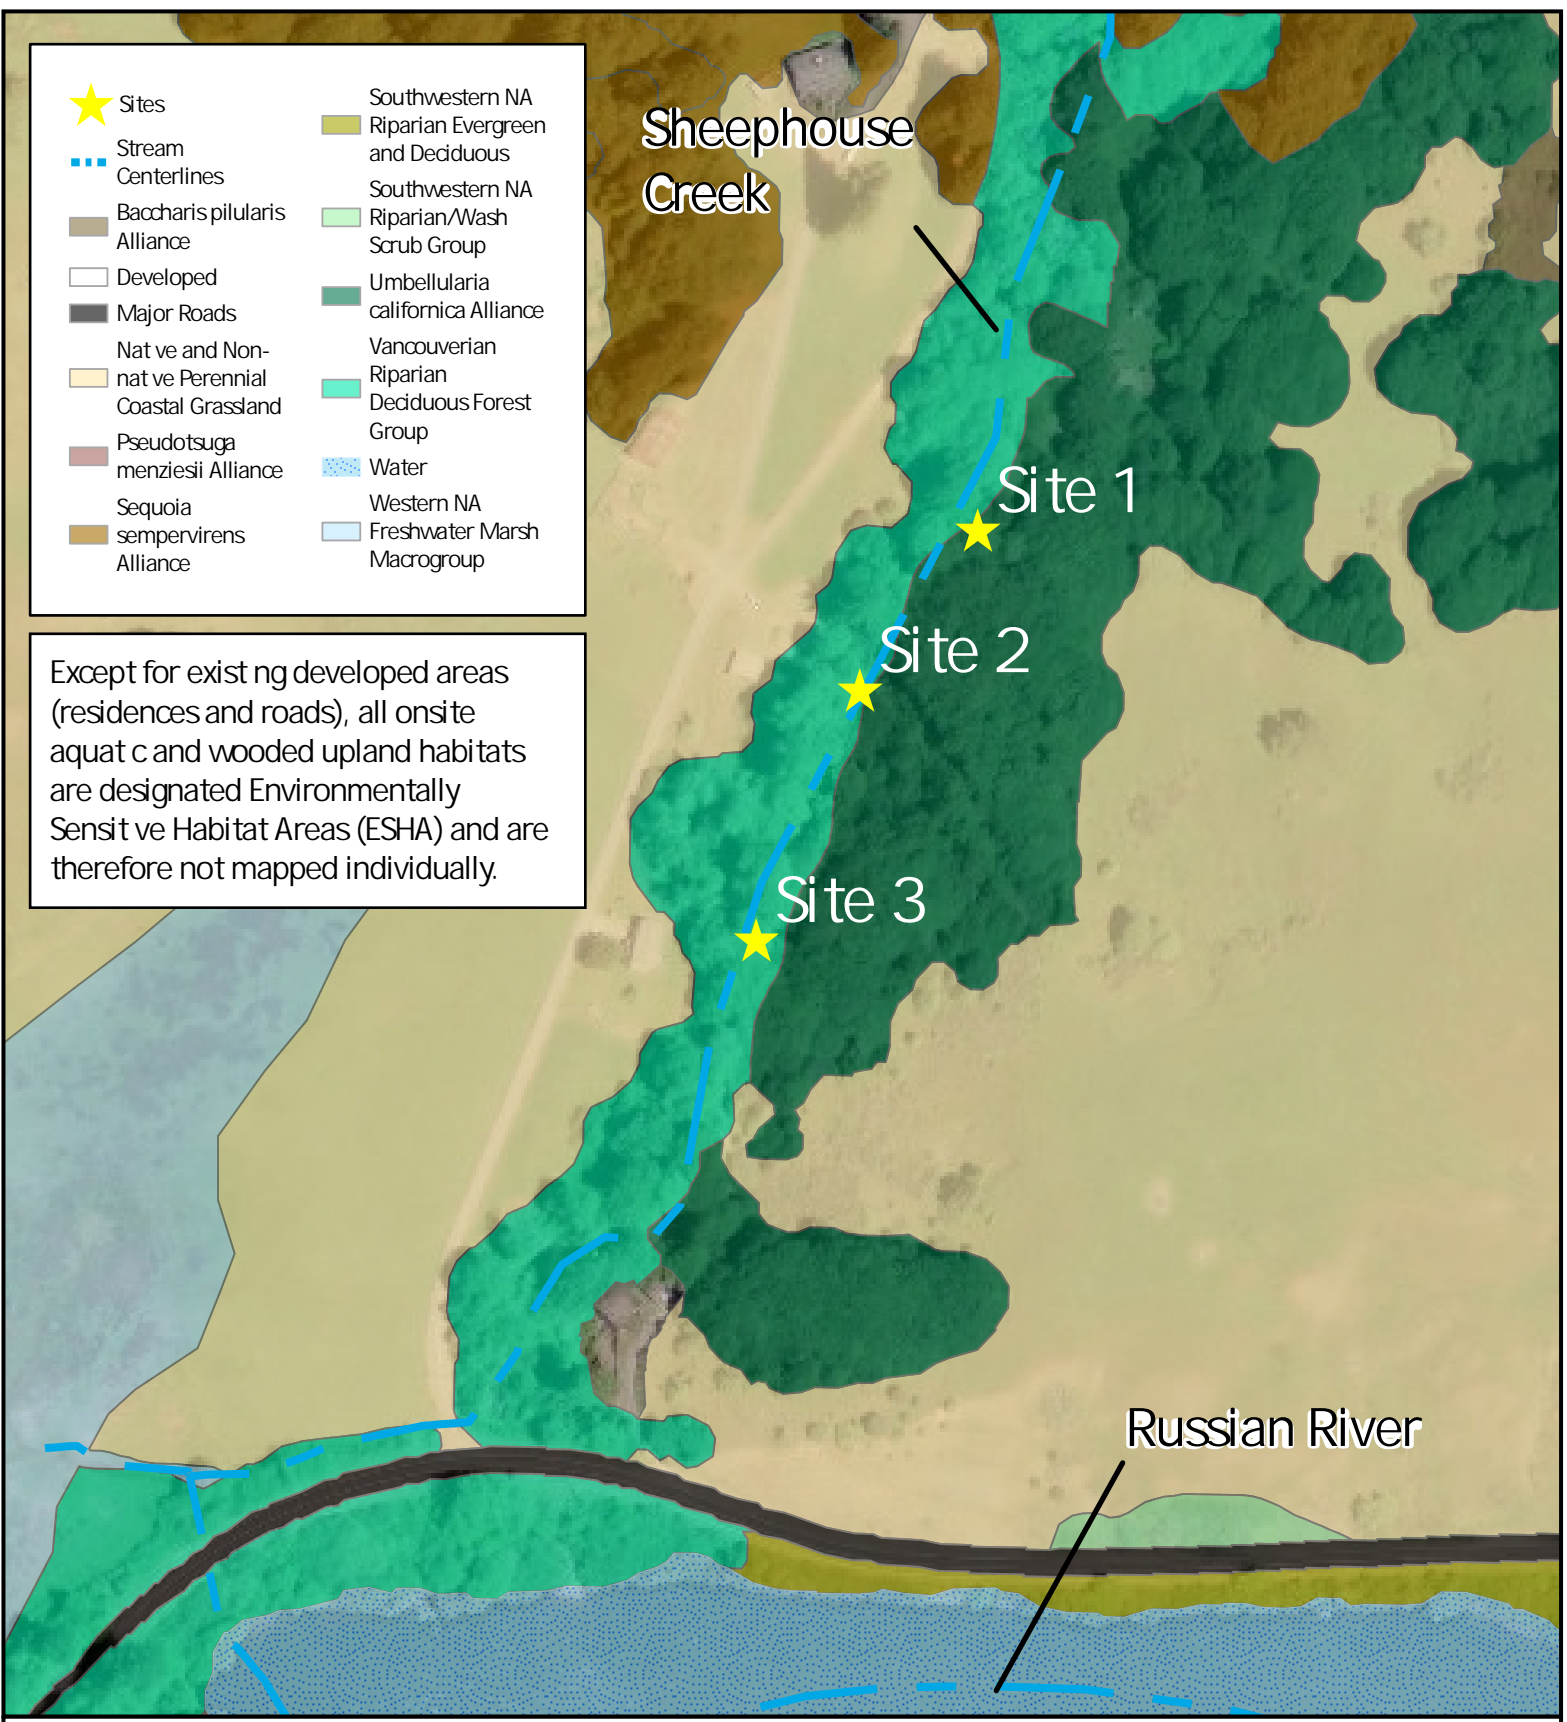 Sites
Stream
Centerlines
Baccharis pilularis
Alliance
Developed
Major Roads
Nat ve and Non-
nat ve Perennial
Coastal Grassland
Pseudotsuga
menziesii Alliance
Sequoia
sempervirens
Alliance
Southwestern NA
Riparian Evergreen
and Deciduous
Southwestern NA
Riparian/Wash
Scrub Group
Umbellularia
californica Alliance
Vancouverian
Riparian
Deciduous Forest
Group
Water
Western NA
Freshwater Marsh
Macrogroup
Except for exist ng developed areas
(residences and roads), all onsite
aquat c and wooded upland habitats
are designated Environmentally
Sensit ve Habitat Areas (ESHA) and are
therefore not mapped individually.
Sheephouse
Creek
Site 1
Site 2
Site 3
Russian River